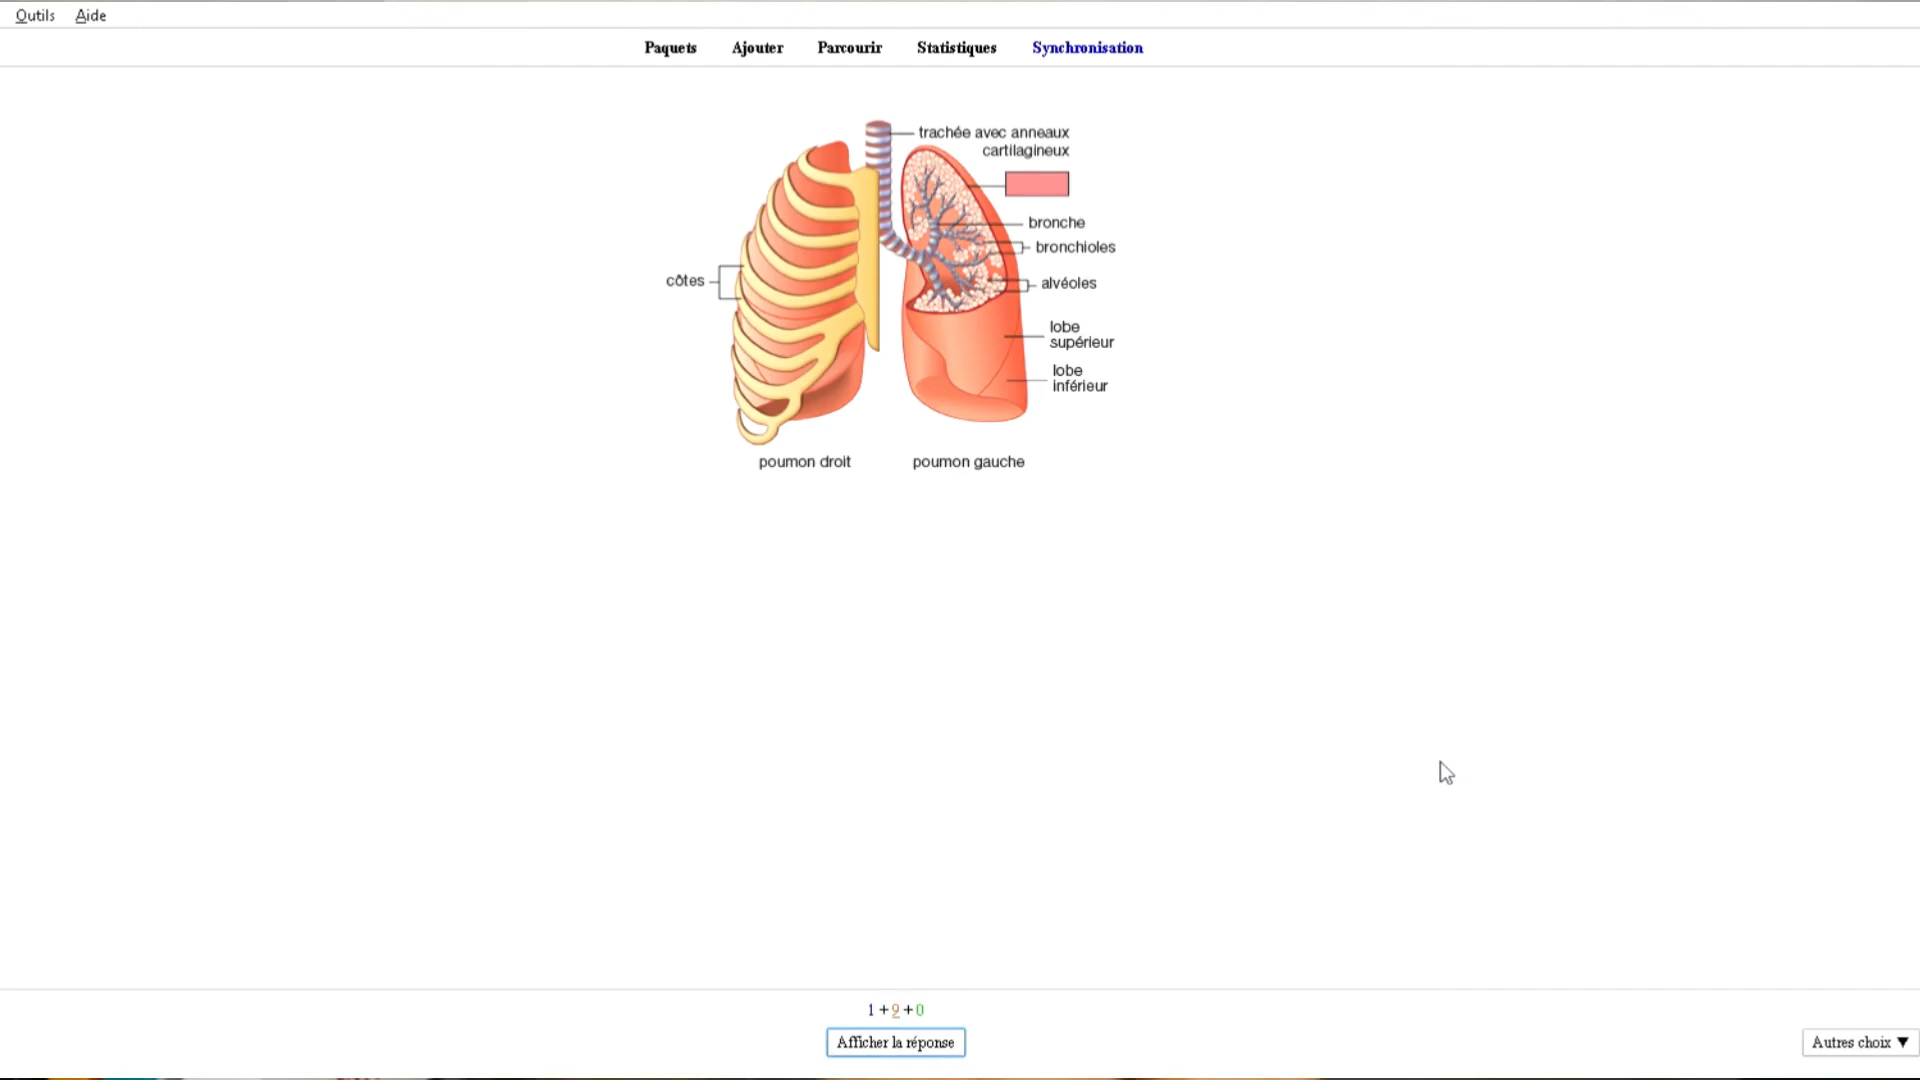 Outils Aide
Paquets Ajouter Parcourir Statistiques Synchronisation
trachée avec anneaux
cartilagineux
bronche
bronchioles
côtes
alvéoles
lobe
supérieur
lobe
inférieur
poumon droit poumon gauche
1 + 9 + 0
Afficher la réponse
Autres choix ▼